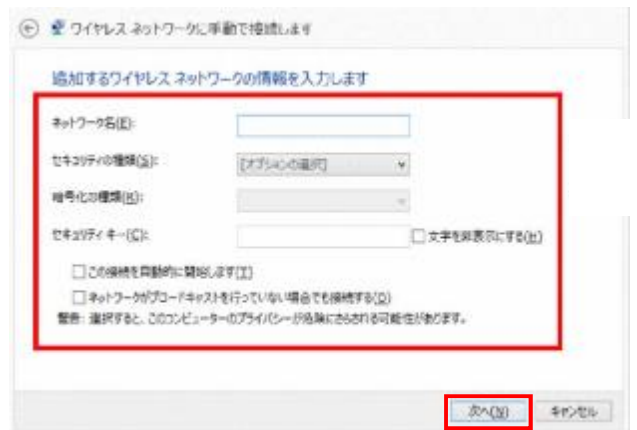 ワイヤレス ネットワークに手動で接続します
追加するワイヤレス ネットワークの情報を入力します
ネットワーク名(E):
セキュリティの種類(S):
[オプションの選択]
暗号化の種類(R):
セキュリティ キー(C):
文字を非表示にする(H)
この接続を自動的に開始します(T)
ネットワークがブロードキャストを行っていない場合でも接続する(O)
警告: 選択すると、このコンピューターのプライバシーが危険にさらされる可能性があります。
次へ(N)
キャンセル